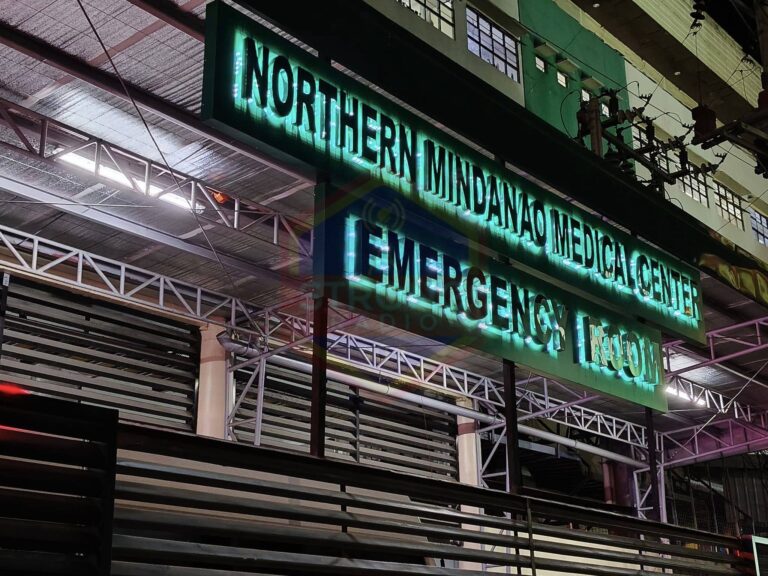 NORTHERN MINDANAO MEDICAL CENTER
EMERGENCY ROOM